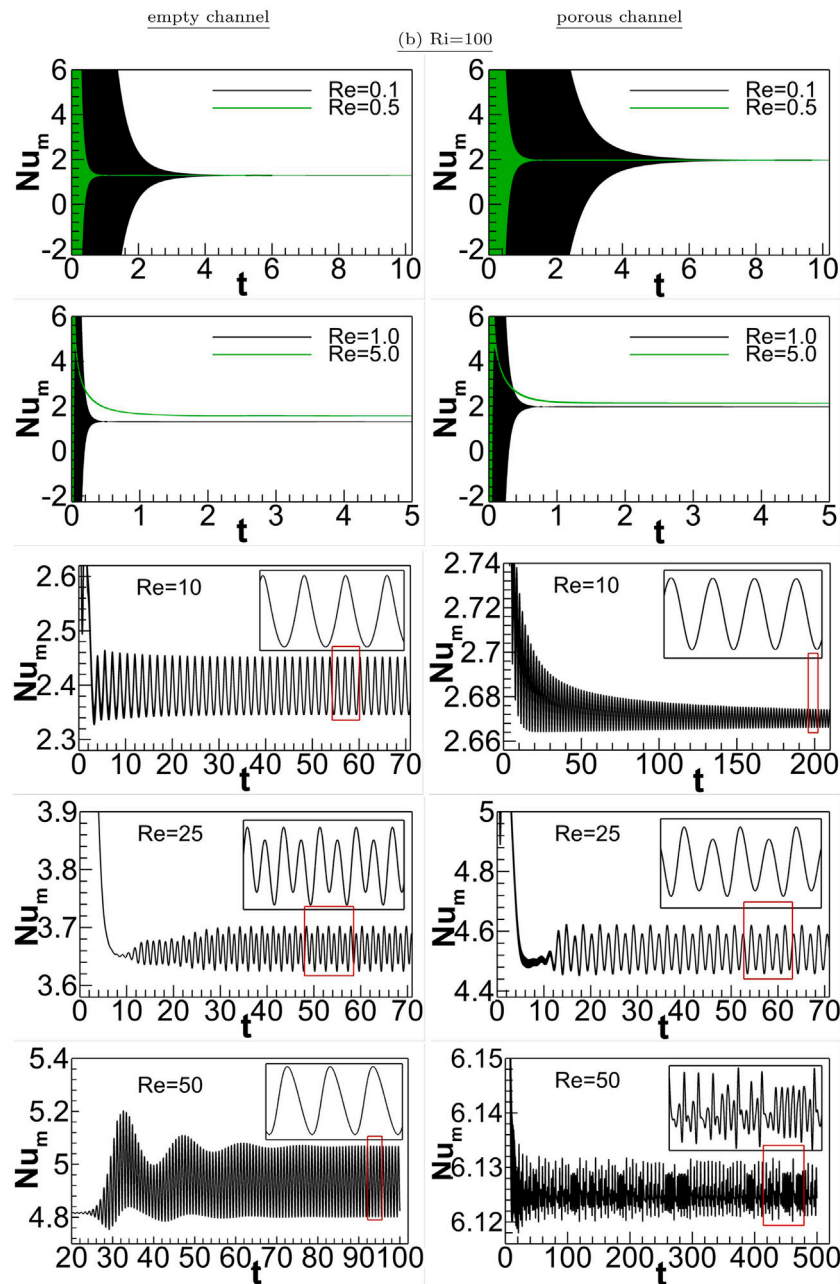 empty channel
porous channel
(b) Ri=100
6
4
2
0
-2
Nu_m
Re=0.1
Re=0.5
0 2 4 6 8 10
t
6
4
2
0
-2
Nu_m
Re=0.1
Re=0.5
0 2 4 6 8 10
t
6
4
2
0
-2
Nu_m
Re=1.0
Re=5.0
0 1 2 3 4 5
t
6
4
2
0
-2
Nu_m
Re=1.0
Re=5.0
0 1 2 3 4 5
t
2.6
2.5
2.4
2.3
Nu_m
Re=10
0 10 20 30 40 50 60 70
t
2.74
2.72
2.7
2.68
2.66
Nu_m
Re=10
0 50 100 150 200
t
3.9
3.8
3.7
3.6
Nu_m
Re=25
0 10 20 30 40 50 60 70
t
5
4.8
4.6
4.4
Nu_m
Re=25
0 10 20 30 40 50 60 70
t
5.4
5.2
5
4.8
Nu_m
Re=50
20 30 40 50 60 70 80 90 100
t
6.15
6.14
6.13
6.12
Nu_m
Re=50
0 100 200 300 400 500
t